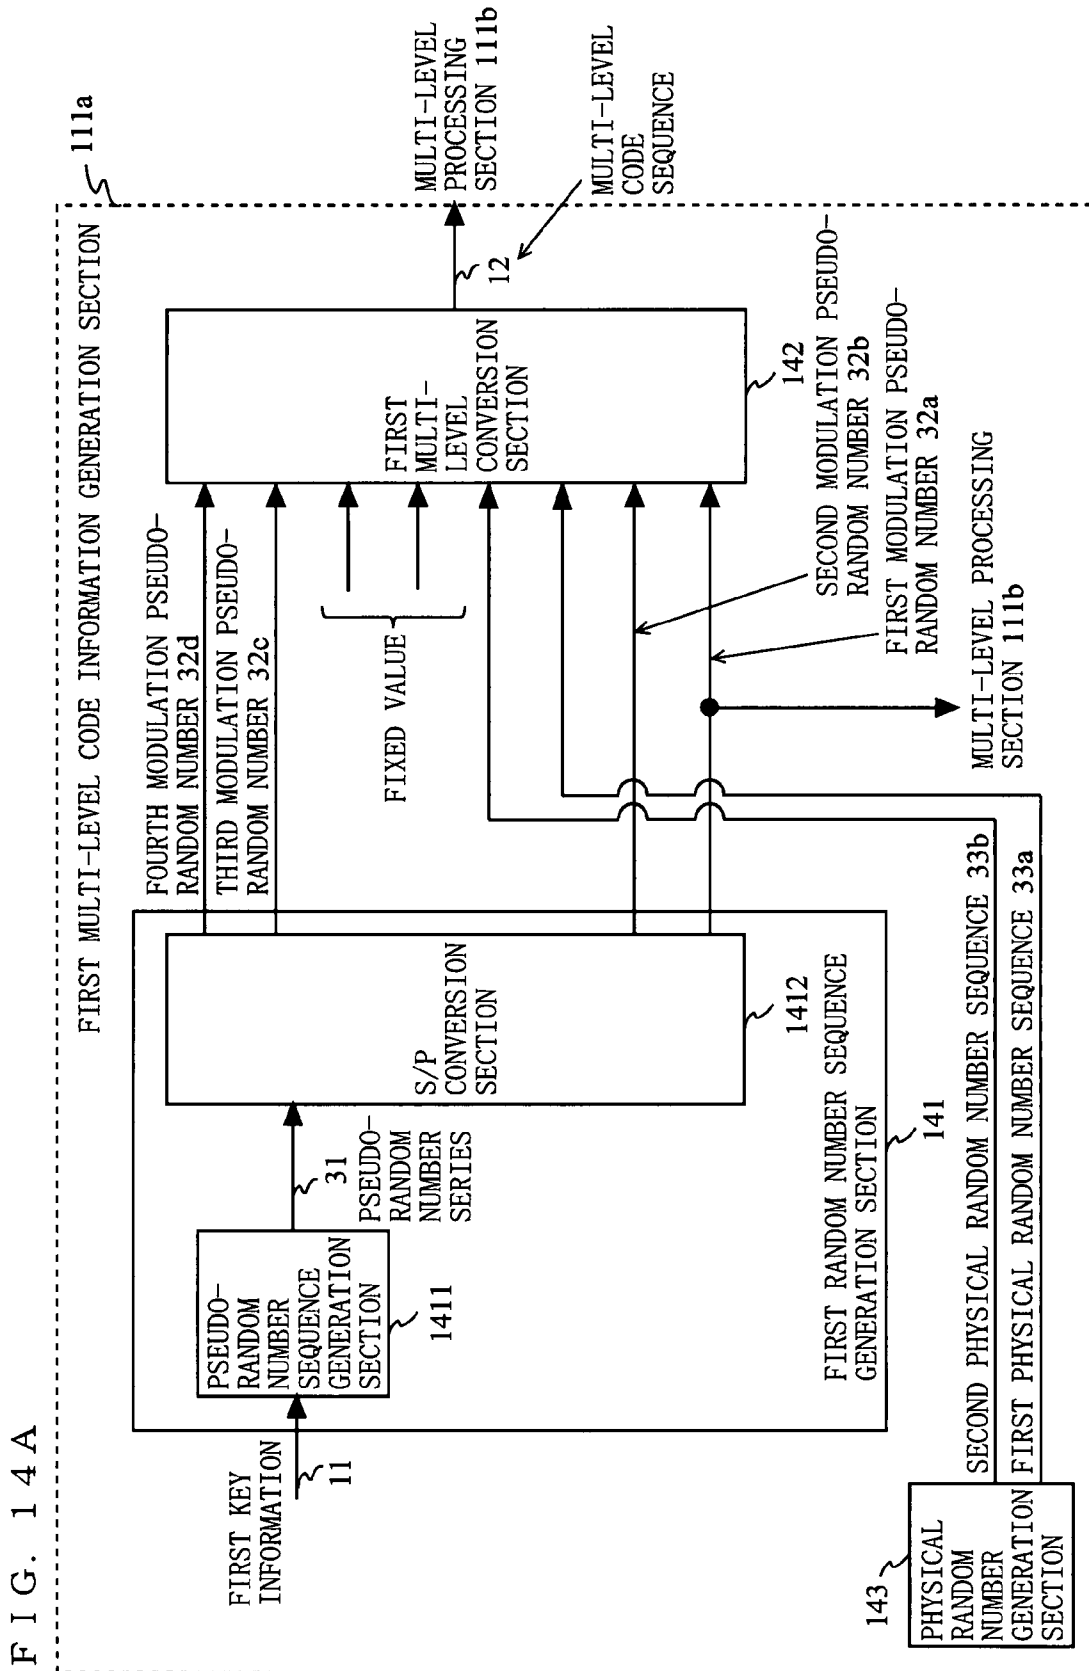 FIG. 14A
111a
FIRST MULTI-LEVEL CODE INFORMATION GENERATION SECTION
FIRST KEY
INFORMATION
11
PSEUDO-
RANDOM
NUMBER
SEQUENCE
GENERATION
SECTION
1411
31
PSEUDO-
RANDOM
NUMBER
SERIES
S/P
CONVERSION
SECTION
1412
FIRST RANDOM NUMBER SEQUENCE
GENERATION SECTION
141
FOURTH MODULATION PSEUDO-
RANDOM NUMBER 32d
THIRD MODULATION PSEUDO-
RANDOM NUMBER 32c
FIXED VALUE
FIRST
MULTI-
LEVEL
CONVERSION
SECTION
142
12
MULTI-LEVEL
PROCESSING
SECTION 111b
MULTI-LEVEL
CODE
SEQUENCE
SECOND MODULATION PSEUDO-
RANDOM NUMBER 32b
FIRST MODULATION PSEUDO-
RANDOM NUMBER 32a
MULTI-LEVEL PROCESSING
SECTION 111b
143
PHYSICAL
RANDOM
NUMBER
GENERATION
SECTION
SECOND PHYSICAL RANDOM NUMBER SEQUENCE 33b
FIRST PHYSICAL RANDOM NUMBER SEQUENCE 33a